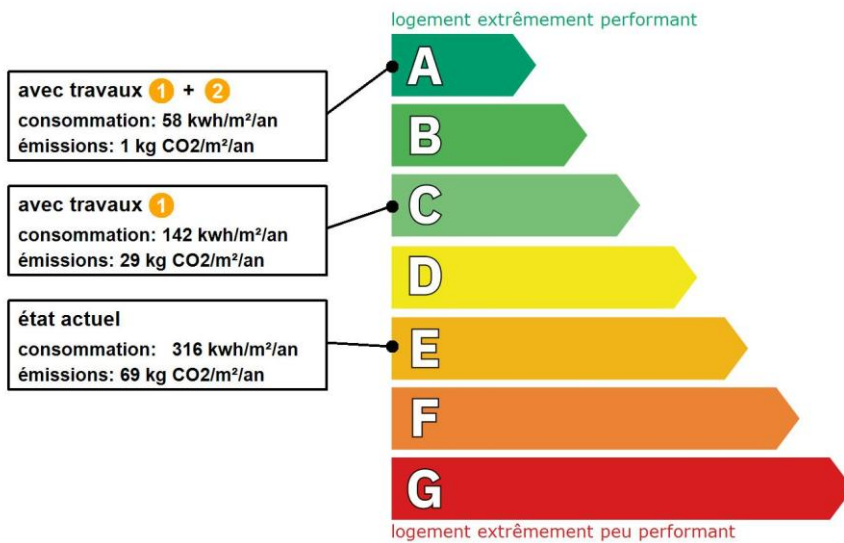 logement extrêmement performant
avec travaux 1 + 2
consommation: 58 kwh/m²/an
émissions: 1 kg CO2/m²/an
avec travaux 1
consommation: 142 kwh/m²/an
émissions: 29 kg CO2/m²/an
état actuel
consommation: 316 kwh/m²/an
émissions: 69 kg CO2/m²/an
A
B
C
D
E
F
G
logement extrêmement peu performant